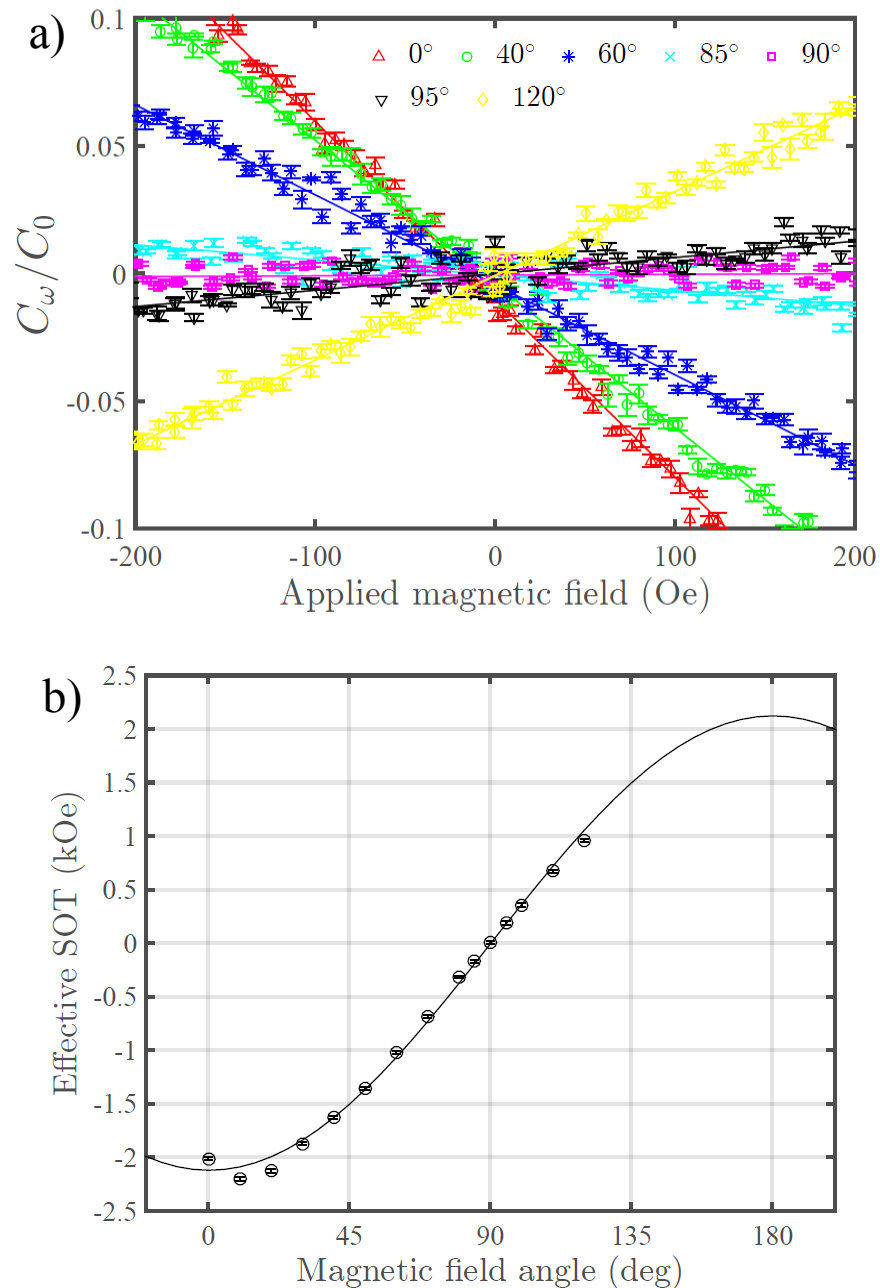 a)
0.1
0° 40° 60° 85° 90°
95° 120°
0.05
0
-0.05
-0.1
C_ω/C_0
-200 -100 0 100 200
Applied magnetic field (Oe)
b)
2.5
2
1.5
1
0.5
0
-0.5
-1
-1.5
-2
-2.5
Effective SOT (kOe)
0 45 90 135 180
Magnetic field angle (deg)